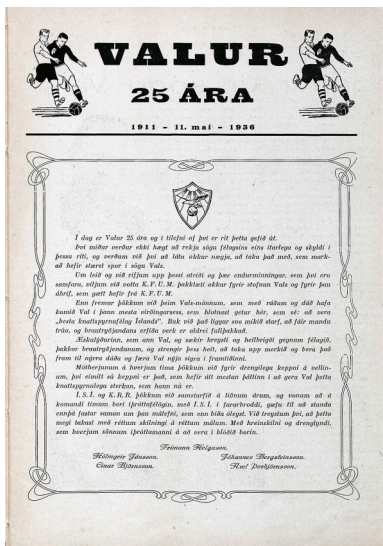 VALUR
25 ÁRA
1911 - 11. maí - 1936
Í dag er Valur 25 ára og í tilefni af því er rit þetta gefið út.
Því miður verður ekki hægt að rekja sögu félagsins eins ítarlega og skyldi í
þessu riti, og verðum við því að láta okkur nægja, að taka það með, sem mark-
að hefir stærst spor í sögu Vals.
Um leið og við rifjum upp þessi atriði og þær endurminningar, sem því eru
samfara, viljum við votta K. F. U. M. þakklæti okkar fyrir stofnun Vals og fyrir þau
áhrif, sem gætt hefir frá K. F. U. M.
Enn fremur þökkum við þeim Vals-mönnum, sem með ráðum og dáð hafa
komið Val í þann mesta virðingarsess, sem hlotnast getur hér, sem sé: að vera
„bezta knattspyrnufélag Íslands“. Bak við það liggur svo mikið starf, að fáir munda
trúa, og brautryðjandans erfiða verk er aldrei fullþakkað.
Æskulýðurinn, sem ann Val, og sækir hreysti og heilbrigði gegnum félagið,
þakkar brautryðjendunum, og strengir þess heit, að taka upp merkið og bera það
fram til nýrra dáða og færa Val nýja sigra í framtíðinni.
Mótherjunum á hverjum tíma þökkum við fyrir drengilega keppni á vellin-
um, því einmitt sá keppni er það, sem hefir átt mestan þáttinn í að gera Val þetta
knattspyrnulega sterkan, sem hann nú er.
Í. S. Í. og K. R. R. þökkum við samstarfið á liðnum árum, og vonum að á
komandi tímum beri íþróttafélögin, með Í. S. Í. í fararbroddi, gæfu til að standa
ennþá fastar saman um þau málefni, sem enn bíða óleyst. Við treystum því, að þetta
megi takast með réttum skilningi á réttum málum. Með hreinskilni og drenglyndi,
sem hverjum sönnum íþróttamanni á að vera í blóðið borin.
Frímann Helgason.
Hólmgeir Jónsson. Jóhannes Bergsteinsson.
Einar Björnsson. Axel Þorbjörnsson.